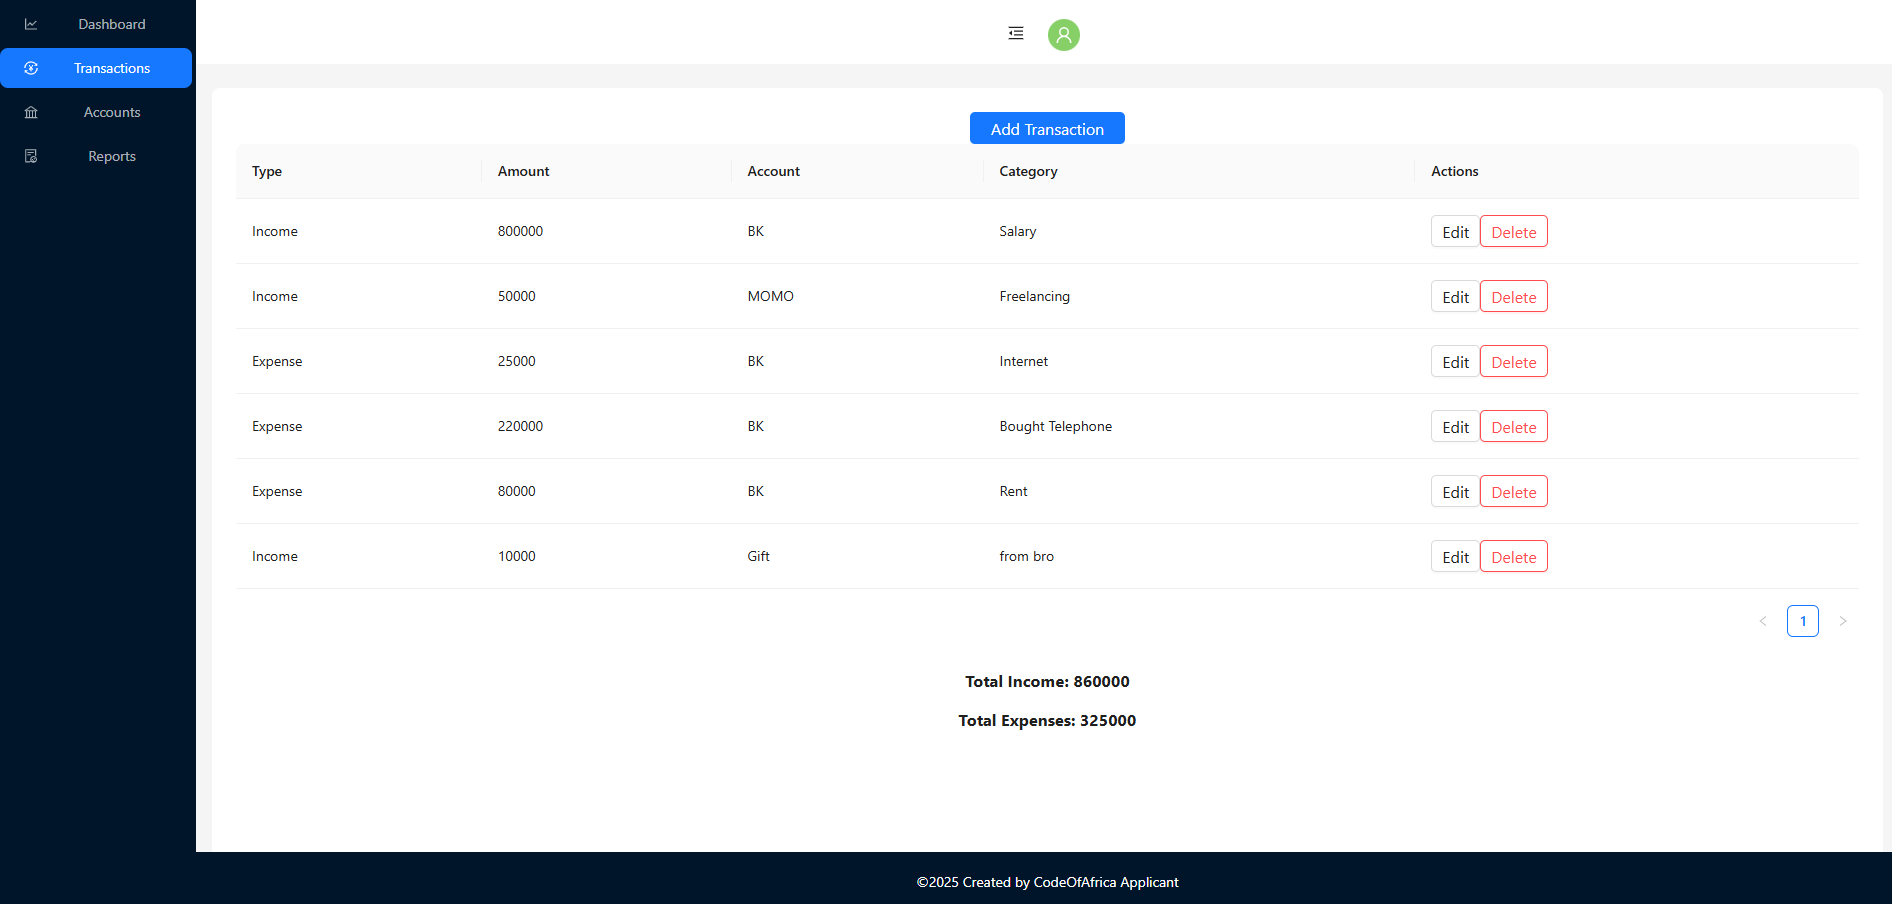 Dashboard
Transactions
Accounts
Reports
Add Transaction
Type Amount Account Category Actions
Income 800000 BK Salary Edit Delete
Income 50000 MOMO Freelancing Edit Delete
Expense 25000 BK Internet Edit Delete
Expense 220000 BK Bought Telephone Edit Delete
Expense 80000 BK Rent Edit Delete
Income 10000 Gift from bro Edit Delete
< 1 >
Total Income: 860000
Total Expenses: 325000
©2025 Created by CodeOfAfrica Applicant